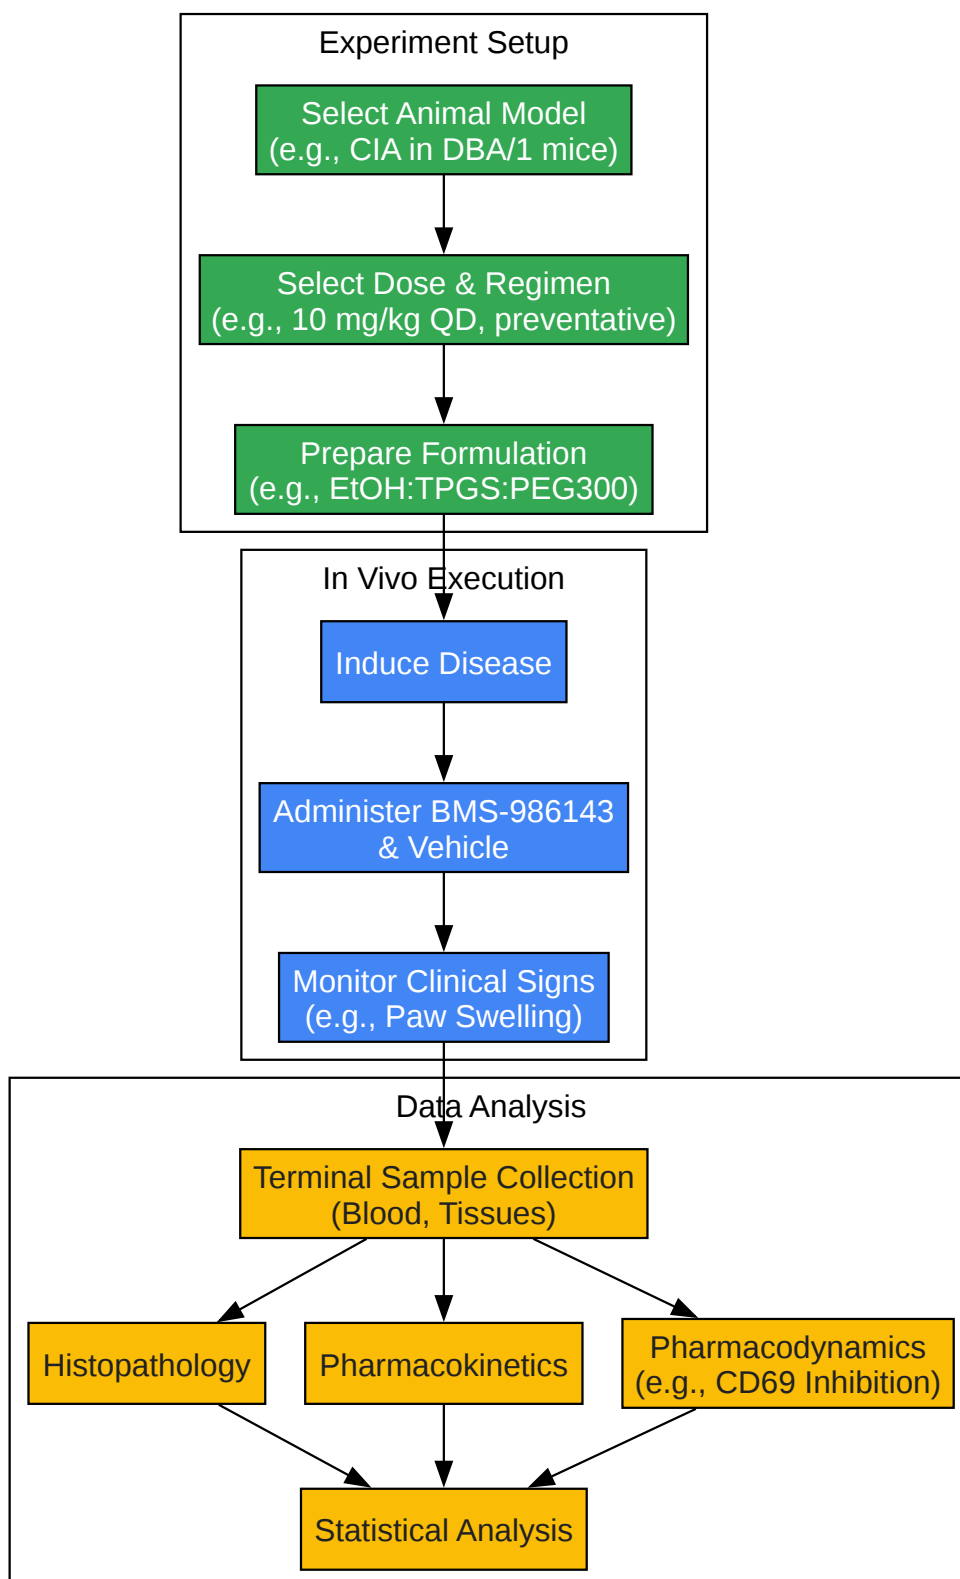 Experiment Setup
Select Animal Model
(e.g., CIA in DBA/1 mice)
Select Dose & Regimen
(e.g., 10 mg/kg QD, preventative)
Prepare Formulation
(e.g., EtOH:TPGS:PEG300)
In Vivo Execution
Induce Disease
Administer BMS-986143
& Vehicle
Monitor Clinical Signs
(e.g., Paw Swelling)
Data Analysis
Terminal Sample Collection
(Blood, Tissues)
Histopathology
Pharmacokinetics
Pharmacodynamics
(e.g., CD69 Inhibition)
Statistical Analysis